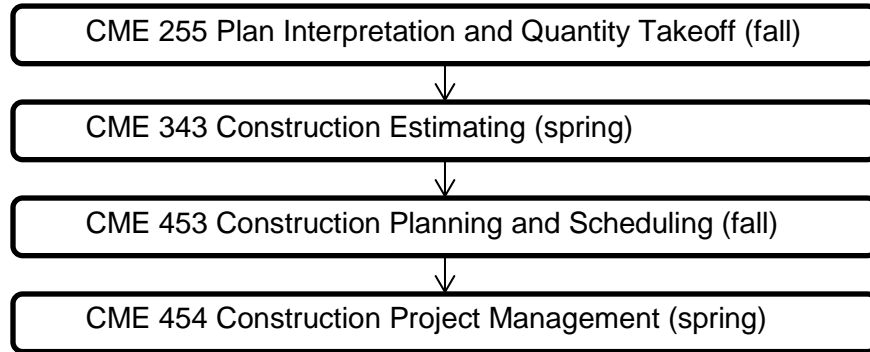 CME 255 Plan Interpretation and Quantity Takeoff (fall)
CME 343 Construction Estimating (spring)
CME 453 Construction Planning and Scheduling (fall)
CME 454 Construction Project Management (spring)